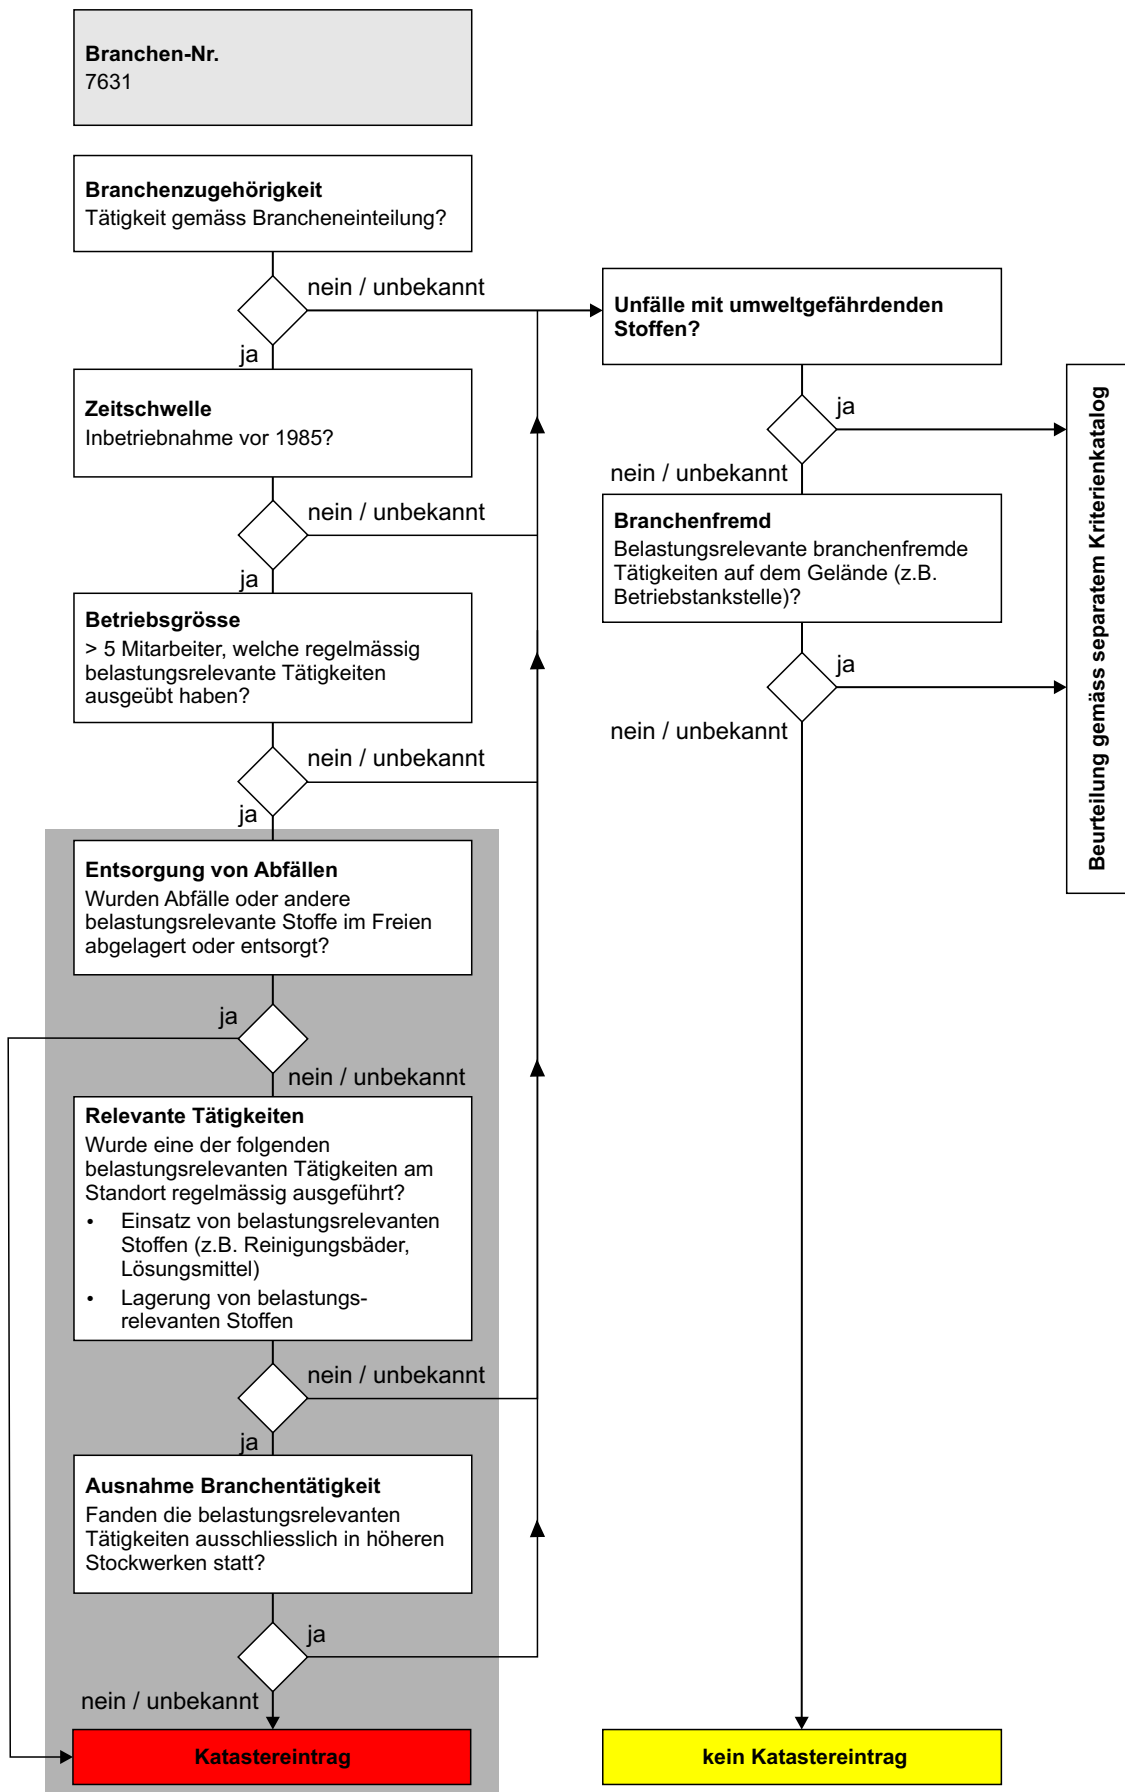 Branchen-Nr.
7631
Branchenzugehörigkeit
Tätigkeit gemäss Brancheneinteilung?
nein / unbekannt
ja
Zeitschwelle
Inbetriebnahme vor 1985?
nein / unbekannt
ja
Betriebsgrösse
> 5 Mitarbeiter, welche regelmässig
belastungsrelevante Tätigkeiten
ausgeübt haben?
nein / unbekannt
ja
Entsorgung von Abfällen
Wurden Abfälle oder andere
belastungsrelevante Stoffe im Freien
abgelagert oder entsorgt?
ja
nein / unbekannt
Relevante Tätigkeiten
Wurde eine der folgenden
belastungsrelevanten Tätigkeiten am
Standort regelmässig ausgeführt?
• Einsatz von belastungsrelevanten
Stoffen (z.B. Reinigungsbäder,
Lösungsmittel)
• Lagerung von belastungs-
relevanten Stoffen
nein / unbekannt
ja
Ausnahme Branchentätigkeit
Fanden die belastungsrelevanten
Tätigkeiten ausschliesslich in höheren
Stockwerken statt?
ja
nein / unbekannt
Katastereintrag
Unfälle mit umweltgefährdenden
Stoffen?
ja
nein / unbekannt
Branchenfremd
Belastungsrelevante branchenfremde
Tätigkeiten auf dem Gelände (z.B.
Betriebstankstelle)?
ja
nein / unbekannt
kein Katastereintrag
Beurteilung gemäss separatem Kriterienkatalog